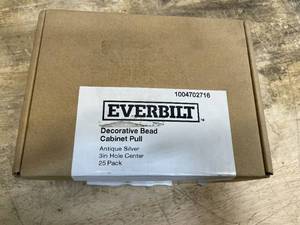 1004702716
EVERBILT
Decorative Bead
Cabinet Pull
Antique Silver
3in Hole Center
25 Pack